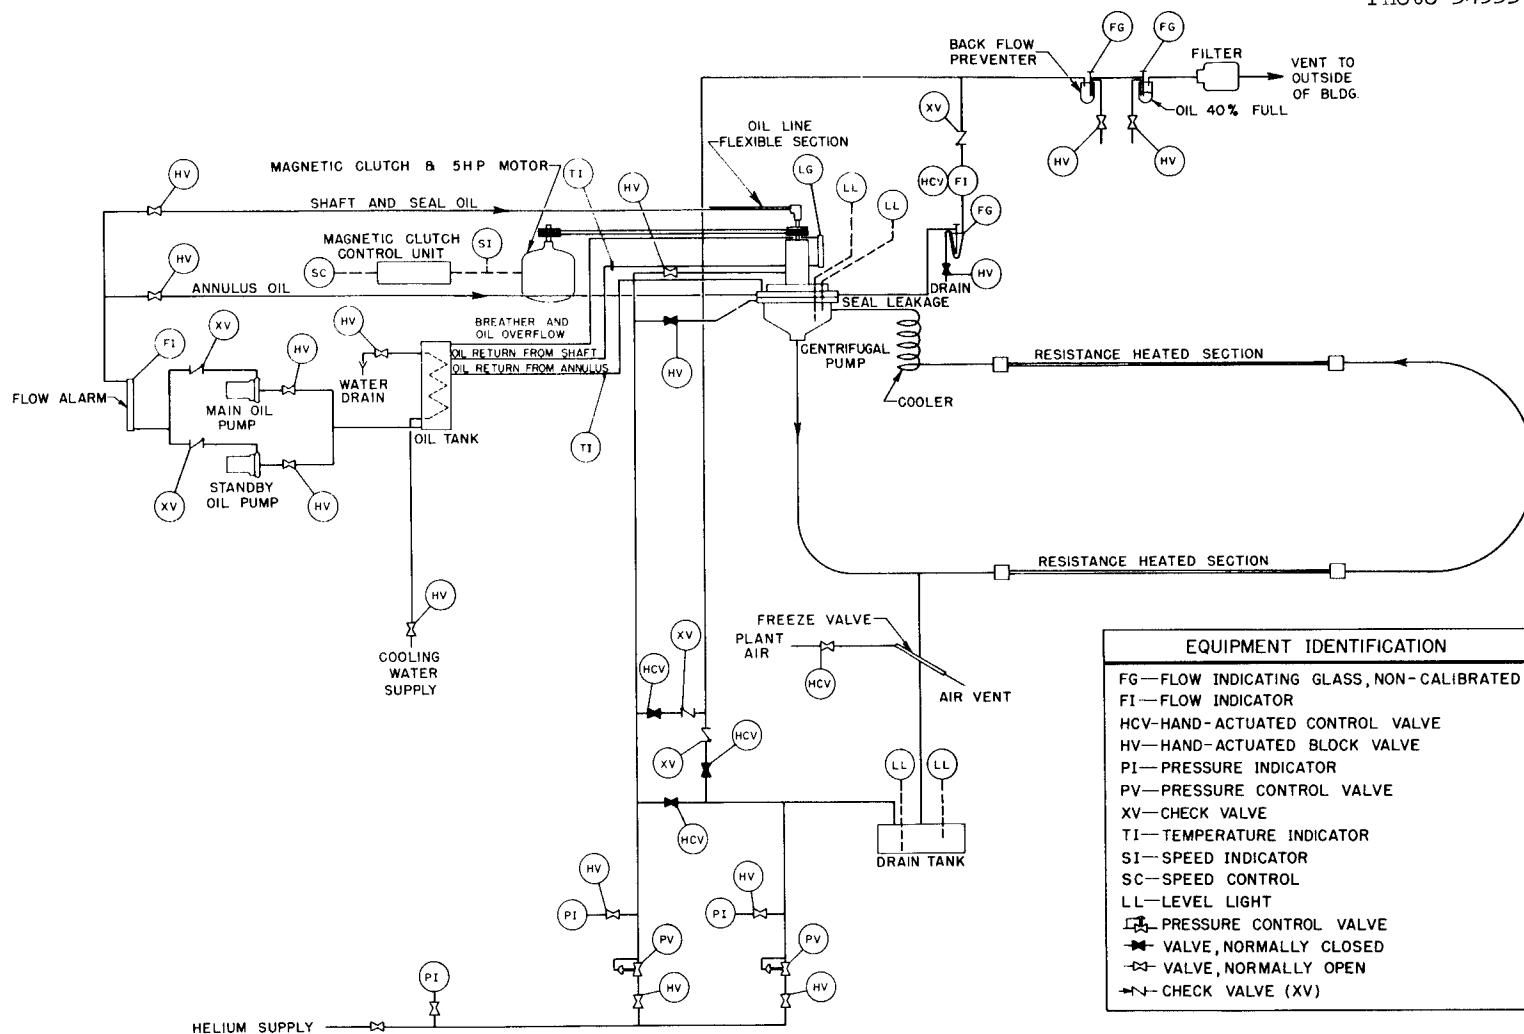 FG
FG
BACK FLOW
PREVENTER
FILTER
VENT TO
OUTSIDE
OF BLDG.
OIL 40% FULL
XV
HV
HV
OIL LINE
FLEXIBLE SECTION
MAGNETIC CLUTCH & 5HP MOTOR
HV
TI
HV
LG
LL
LL
HCV
FI
FG
SHAFT AND SEAL OIL
MAGNETIC CLUTCH
CONTROL UNIT
SI
SC
HV
HV
DRAIN
ANNULUS OIL
SEAL LEAKAGE
BREATHER AND
OIL OVERFLOW
OIL RETURN FROM SHAFT
OIL RETURN FROM ANNULUS
XV
HV
HV
FI
WATER
DRAIN
CENTRIFUGAL
PUMP
HV
COOLER
RESISTANCE HEATED SECTION
FLOW ALARM
MAIN OIL
PUMP
OIL TANK
TI
STANDBY
OIL PUMP
XV
HV
RESISTANCE HEATED SECTION
HV
COOLING
WATER
SUPPLY
FREEZE VALVE
PLANT
AIR
HCV
AIR VENT
XV
HCV
XV
HCV
HCV
LL
LL
DRAIN TANK
HV
PI
HV
PI
PV
PV
HV
HV
PI
HELIUM SUPPLY
EQUIPMENT IDENTIFICATION
FG—FLOW INDICATING GLASS, NON-CALIBRATED
FI—FLOW INDICATOR
HCV-HAND-ACTUATED CONTROL VALVE
HV—HAND-ACTUATED BLOCK VALVE
PI—PRESSURE INDICATOR
PV—PRESSURE CONTROL VALVE
XV—CHECK VALVE
TI—TEMPERATURE INDICATOR
SI—SPEED INDICATOR
SC—SPEED CONTROL
LL—LEVEL LIGHT
PRESSURE CONTROL VALVE
VALVE, NORMALLY CLOSED
VALVE, NORMALLY OPEN
CHECK VALVE (XV)